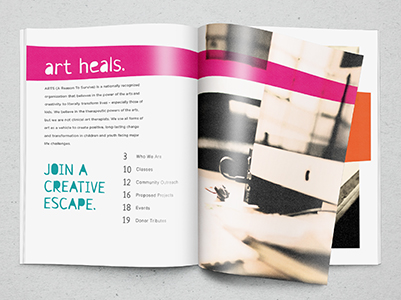 art heals.
ARTS (A Reason To Survive) is a nationally recognized
organization that believes in the power of the arts and
creativity to literally transform lives – especially those of
kids. We believe in the therapeutic powers of the arts,
but we are not clinical art therapists. We use all forms of
art as a vehicle to create positive, long-lasting change
and transformation in children and youth facing major
life challenges.
JOIN A
CREATIVE
ESCAPE.
3 Who We Are
10 Classes
12 Community Outreach
16 Proposed Projects
18 Events
19 Donor Tributes